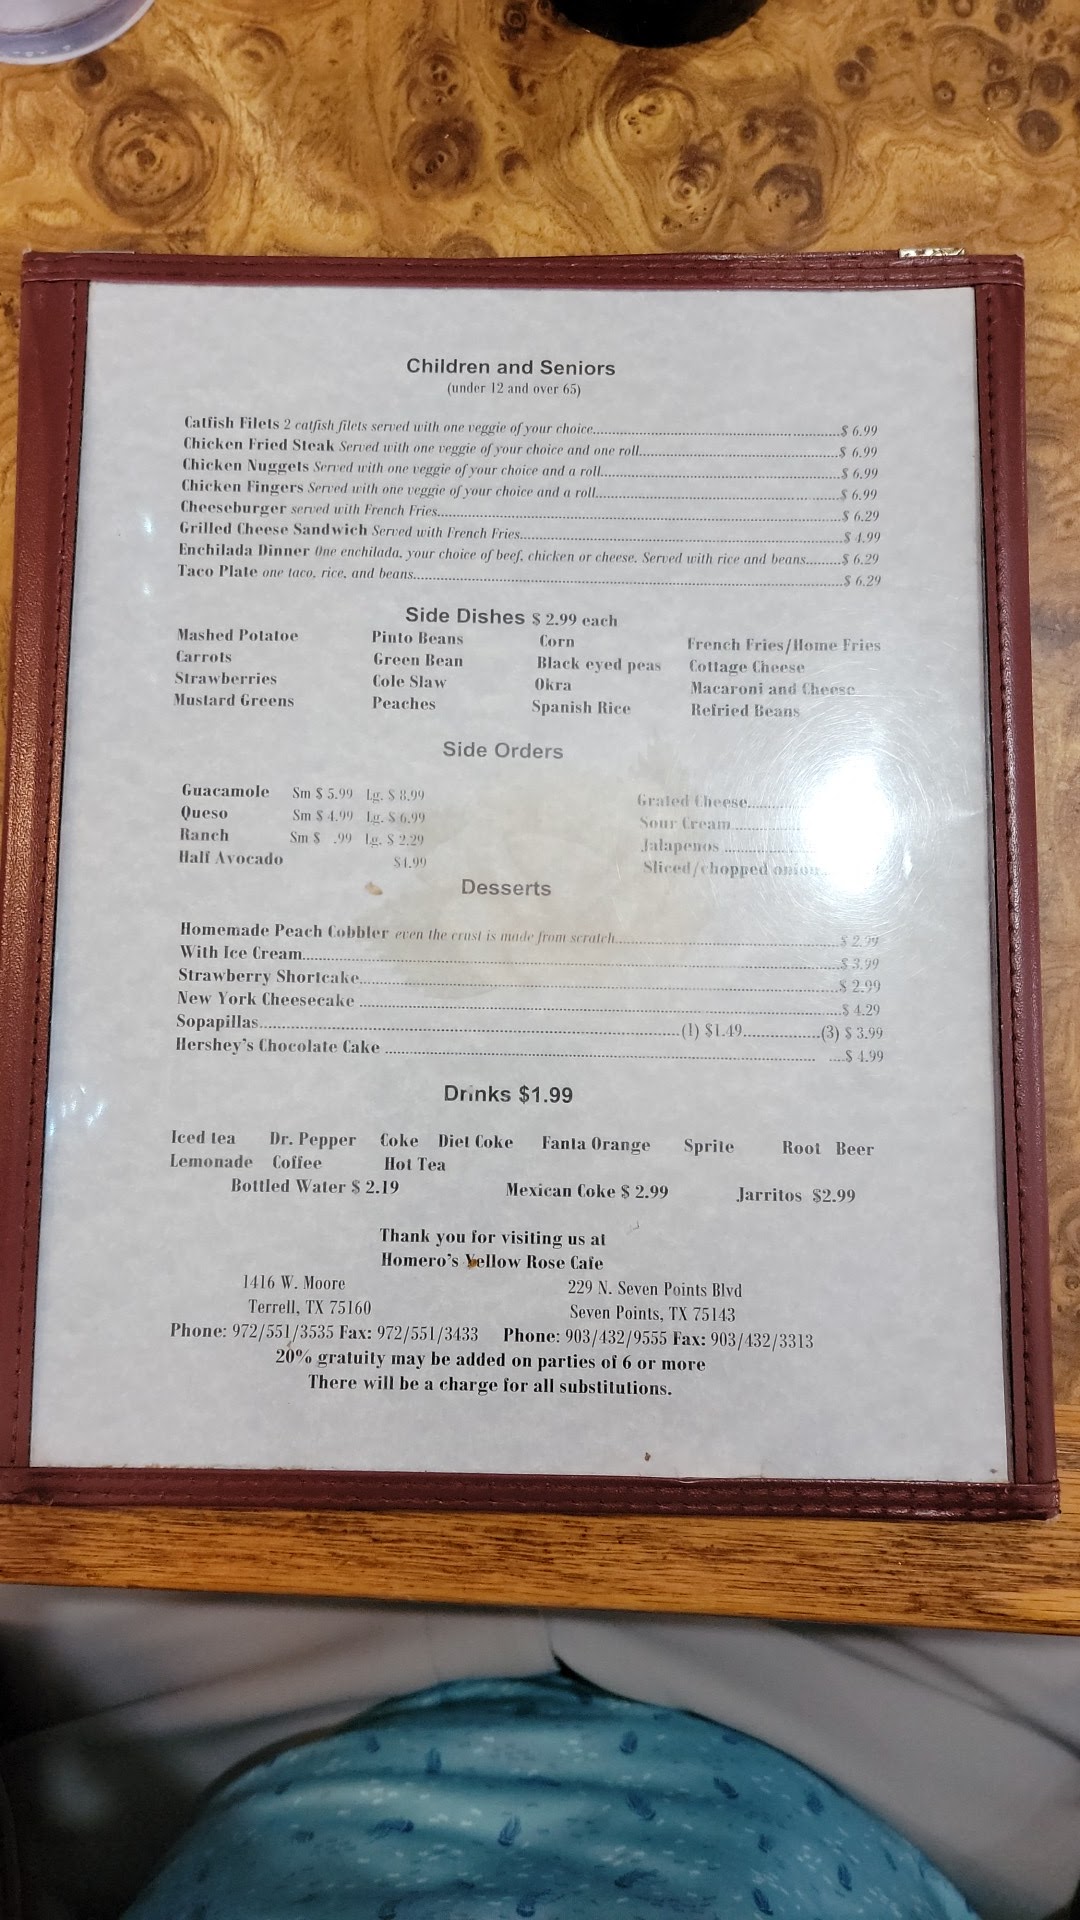 Children and Seniors
(under 12 and over 65)
Catfish Filets 2 catfish filets served with one veggie of your choice..........$ 6.99
Chicken Fried Steak Served with one veggie of your choice and one roll..........$ 6.99
Chicken Nuggets Served with one veggie of your choice and a roll..........$ 6.99
Chicken Fingers Served with one veggie of your choice and a roll..........$ 6.99
Cheeseburger served with French Fries..........$ 6.29
Grilled Cheese Sandwich Served with French Fries..........$ 4.99
Enchilada Dinner One enchilada, your choice of beef, chicken or cheese. Served with rice and beans..........$ 6.29
Taco Plate one taco, rice, and beans..........$ 6.29
Side Dishes $ 2.99 each
Mashed Potatoe Pinto Beans Corn French Fries/Home Fries
Carrots Green Bean Black eyed peas Cottage Cheese
Strawberries Cole Slaw Okra Macaroni and Cheese
Mustard Greens Peaches Spanish Rice Refried Beans
Side Orders
Guacamole Sm $ 5.99 Lg. $ 8.99 Grated Cheese..........
Queso Sm $ 4.99 Lg. $ 6.99 Sour Cream..........
Ranch Sm $ .99 Lg. $ 2.29 Jalapenos ..........
Half Avocado $1.99 Sliced/chopped onion..
Desserts
Homemade Peach Cobbler even the crust is made from scratch..........$ 2.99
With Ice Cream..........$ 3.99
Strawberry Shortcake..........$ 2.99
New York Cheesecake ..........$ 4.29
Sopapillas..........(1) $1.49..........(3) $ 3.99
Hershey's Chocolate Cake ..........$ 4.99
Drinks $1.99
Iced tea Dr. Pepper Coke Diet Coke Fanta Orange Sprite Root Beer
Lemonade Coffee Hot Tea
Bottled Water $ 2.19 Mexican Coke $ 2.99 Jarritos $2.99
Thank you for visiting us at
Homero's Yellow Rose Cafe
1416 W. Moore 229 N. Seven Points Blvd
Terrell, TX 75160 Seven Points, TX 75143
Phone: 972/551/3535 Fax: 972/551/3433 Phone: 903/432/9555 Fax: 903/432/3313
20% gratuity may be added on parties of 6 or more
There will be a charge for all substitutions.